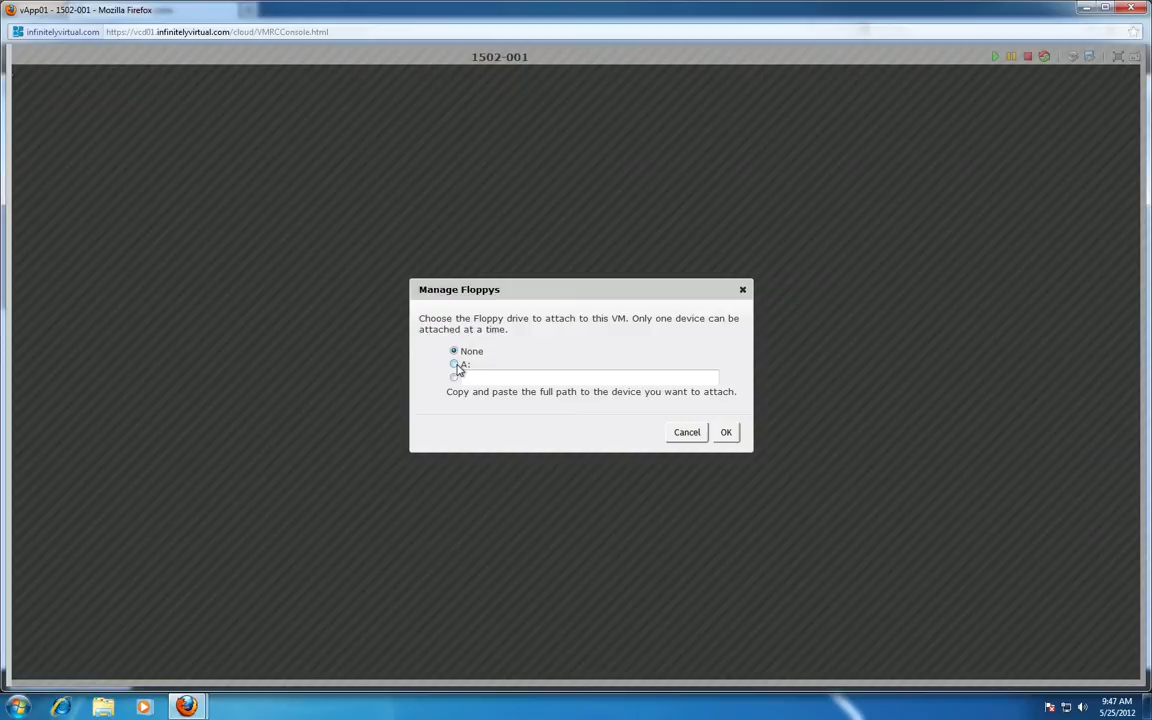 vApp01 - 1502-001 - Mozilla Firefox
infinitelyvirtual.com https://vcd01.infinitelyvirtual.com/cloud/VMRCConsole.html
1502-001
Manage Floppys
Choose the Floppy drive to attach to this VM. Only one device can be
attached at a time.
None
A:
Copy and paste the full path to the device you want to attach.
Cancel OK
9:47 AM
5/25/2012